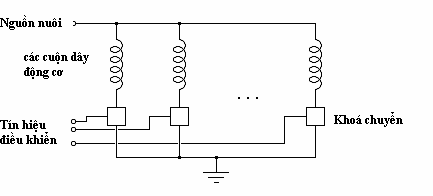 Nguồn nuôi
các cuộn dây
động cơ
. . .
Tín hiệu
điều khiển
Khoá chuyển